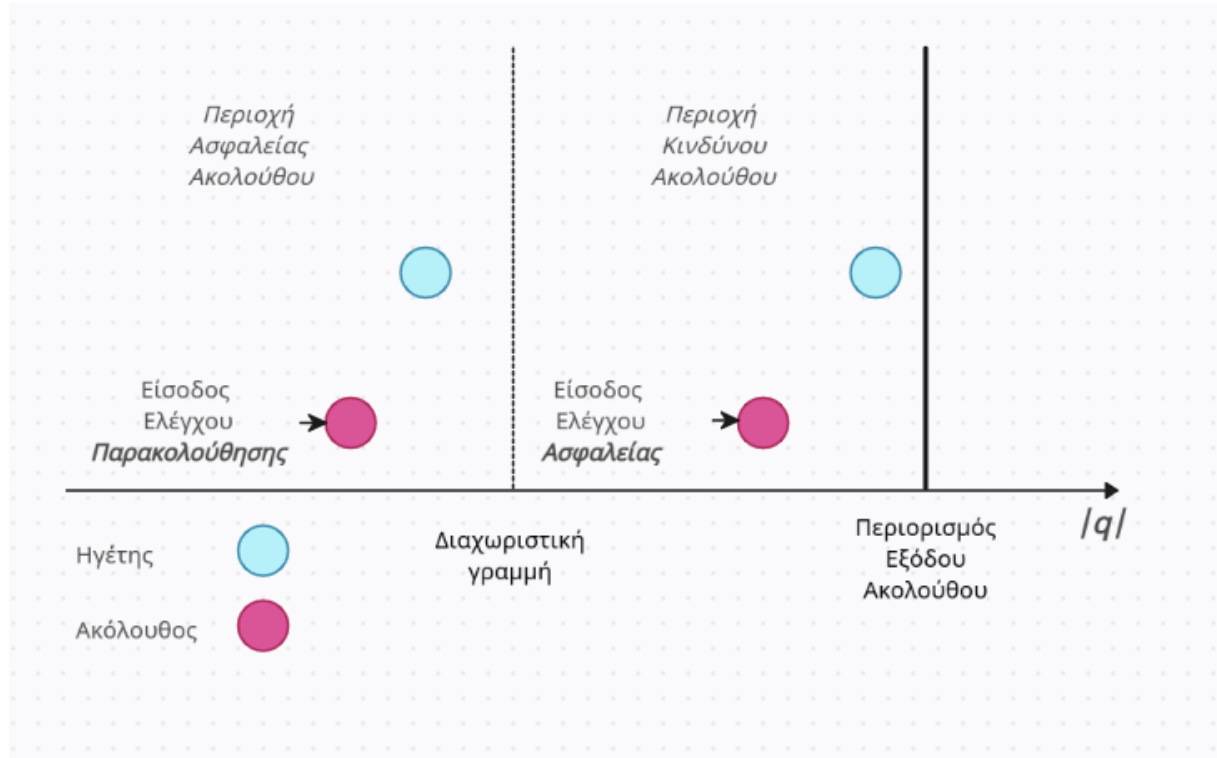 Περιοχή
Ασφαλείας
Ακολούθου
Περιοχή
Κινδύνου
Ακολούθου
Είσοδος
Ελέγχου
Παρακολούθησης
Είσοδος
Ελέγχου
Ασφαλείας
|q|
Διαχωριστική
γραμμή
Περιορισμός
Εξόδου
Ακολούθου
Ηγέτης
Ακόλουθος